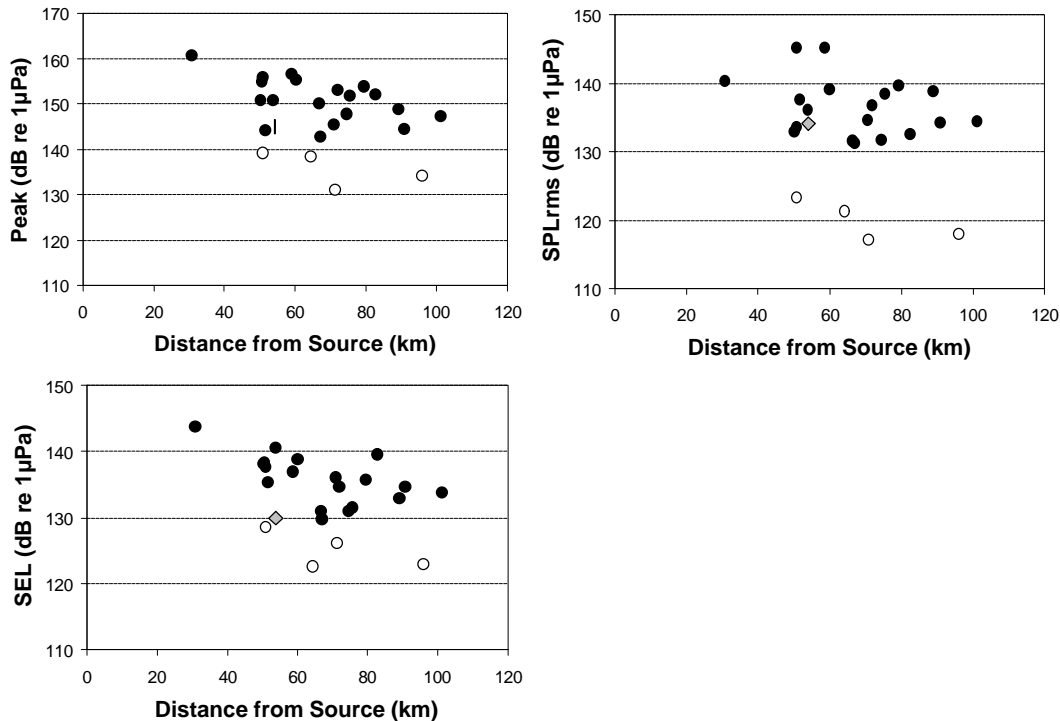 170
160
150
140
130
120
110
Peak (dB re 1µPa)
0 20 40 60 80 100 120
Distance from Source (km)
150
140
130
120
110
SPLrms (dB re 1µPa)
0 20 40 60 80 100 120
Distance from Source (km)
150
140
130
120
110
SEL (dB re 1µPa)
0 20 40 60 80 100 120
Distance from Source (km)